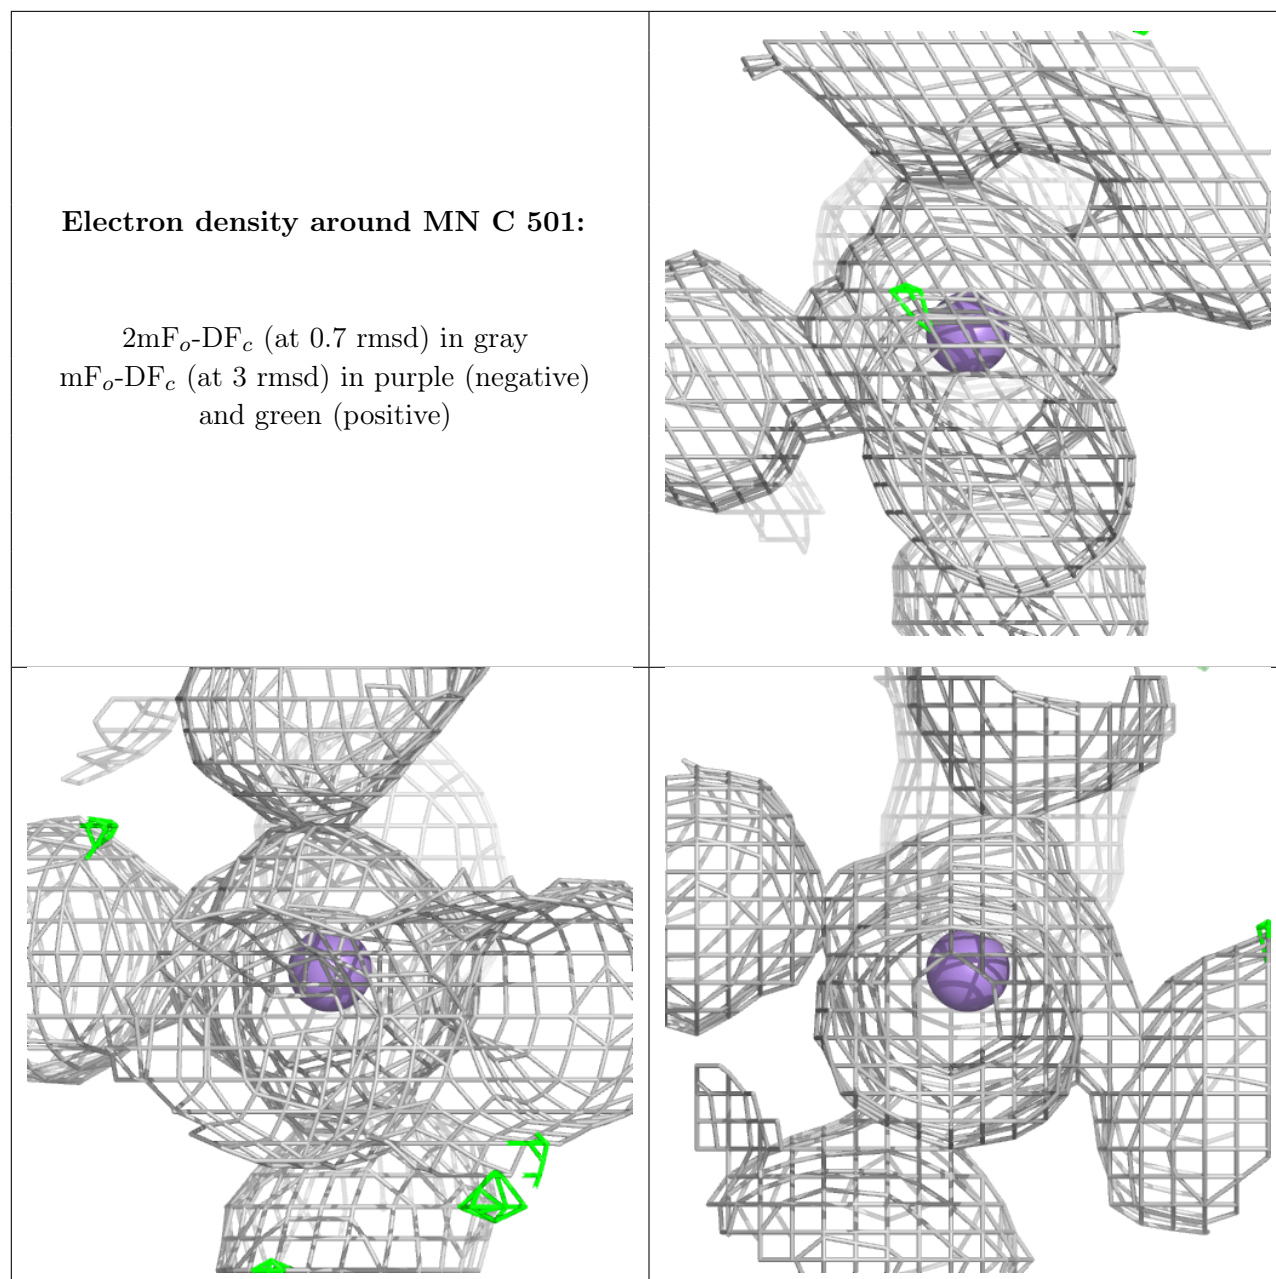 Electron density around MN C 501:
2mFo-DFc (at 0.7 rmsd) in gray
mFo-DFc (at 3 rmsd) in purple (negative)
and green (positive)